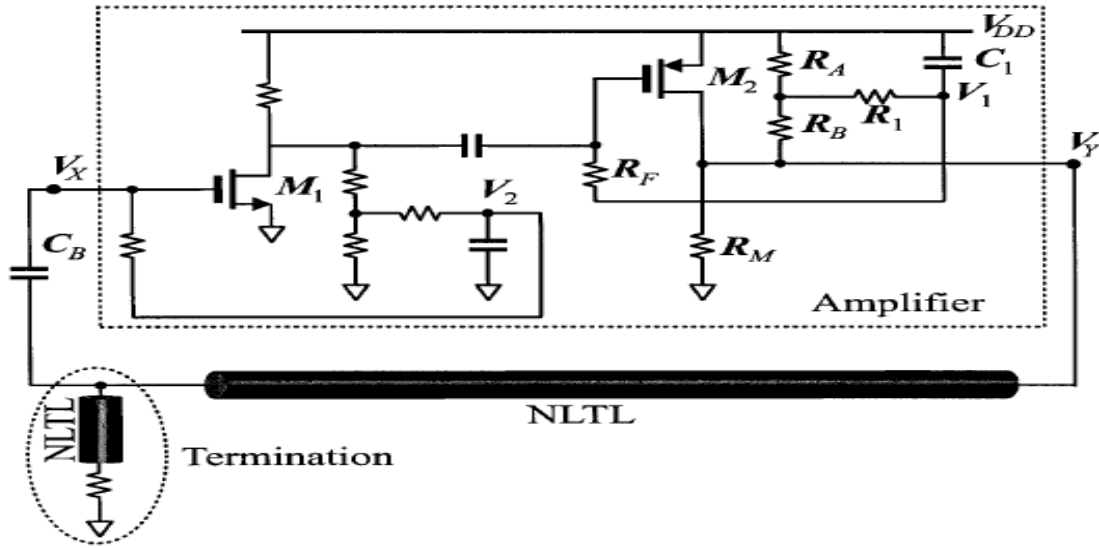 V_DD
R_A
C_1
M_2
V_1
R_1
R_B
V_X
V_Y
M_1
R_F
V_2
C_B
R_M
Amplifier
NLTL
NLTL
Termination